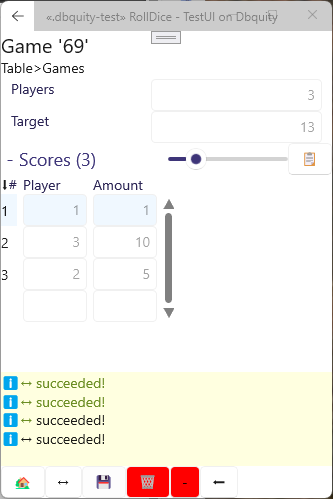 «.dbquity-test» RollDice - TestUI on Dbquity
Game '69'
Table>Games
Players 3
Target 13
- Scores (3)
# Player Amount
1 1 1
2 3 10
3 2 5
succeeded!
succeeded!
succeeded!
succeeded!
-